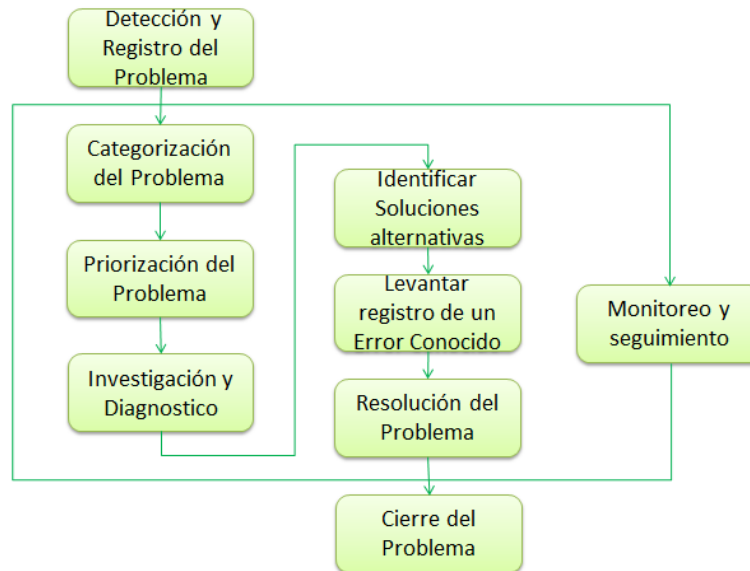 Detección y
Registro del
Problema
Categorización
del Problema
Priorización del
Problema
Investigación y
Diagnostico
Identificar
Soluciones
alternativas
Levantar
registro de un
Error Conocido
Resolución del
Problema
Monitoreo y
seguimiento
Cierre del
Problema